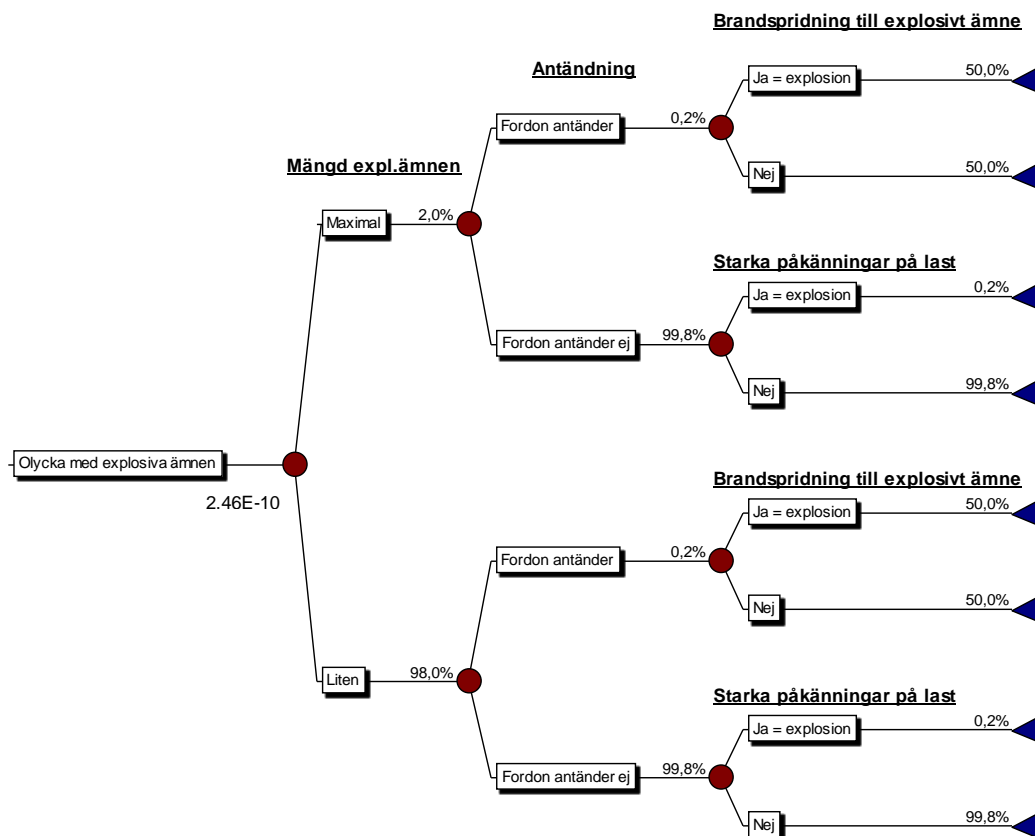 Brandspridning till explosivt ämne
50,0%
Antändning
Ja = explosion
Fordon antänder
0,2%
Mängd expl.ämnen
50,0%
Nej
Maximal
2,0%
Starka påkänningar på last
0,2%
Ja = explosion
Fordon antänder ej
99,8%
99,8%
Nej
Olycka med explosiva ämnen
2.46E-10
Brandspridning till explosivt ämne
50,0%
Ja = explosion
Fordon antänder
0,2%
50,0%
Nej
Liten
98,0%
Starka påkänningar på last
0,2%
Ja = explosion
Fordon antänder ej
99,8%
99,8%
Nej